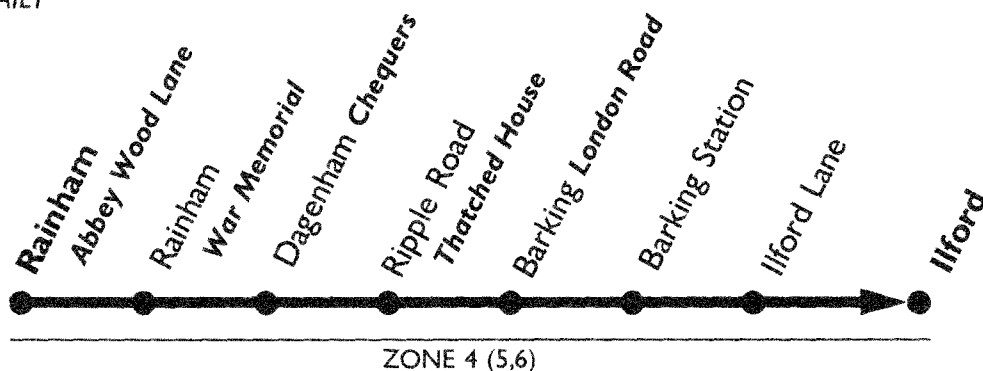 Rainham
Abbey Wood Lane
Rainham
War Memorial
Dagenham Chequers
Ripple Road
Thatched House
Barking London Road
Barking Station
Ilford Lane
Ilford
ZONE 4 (5,6)